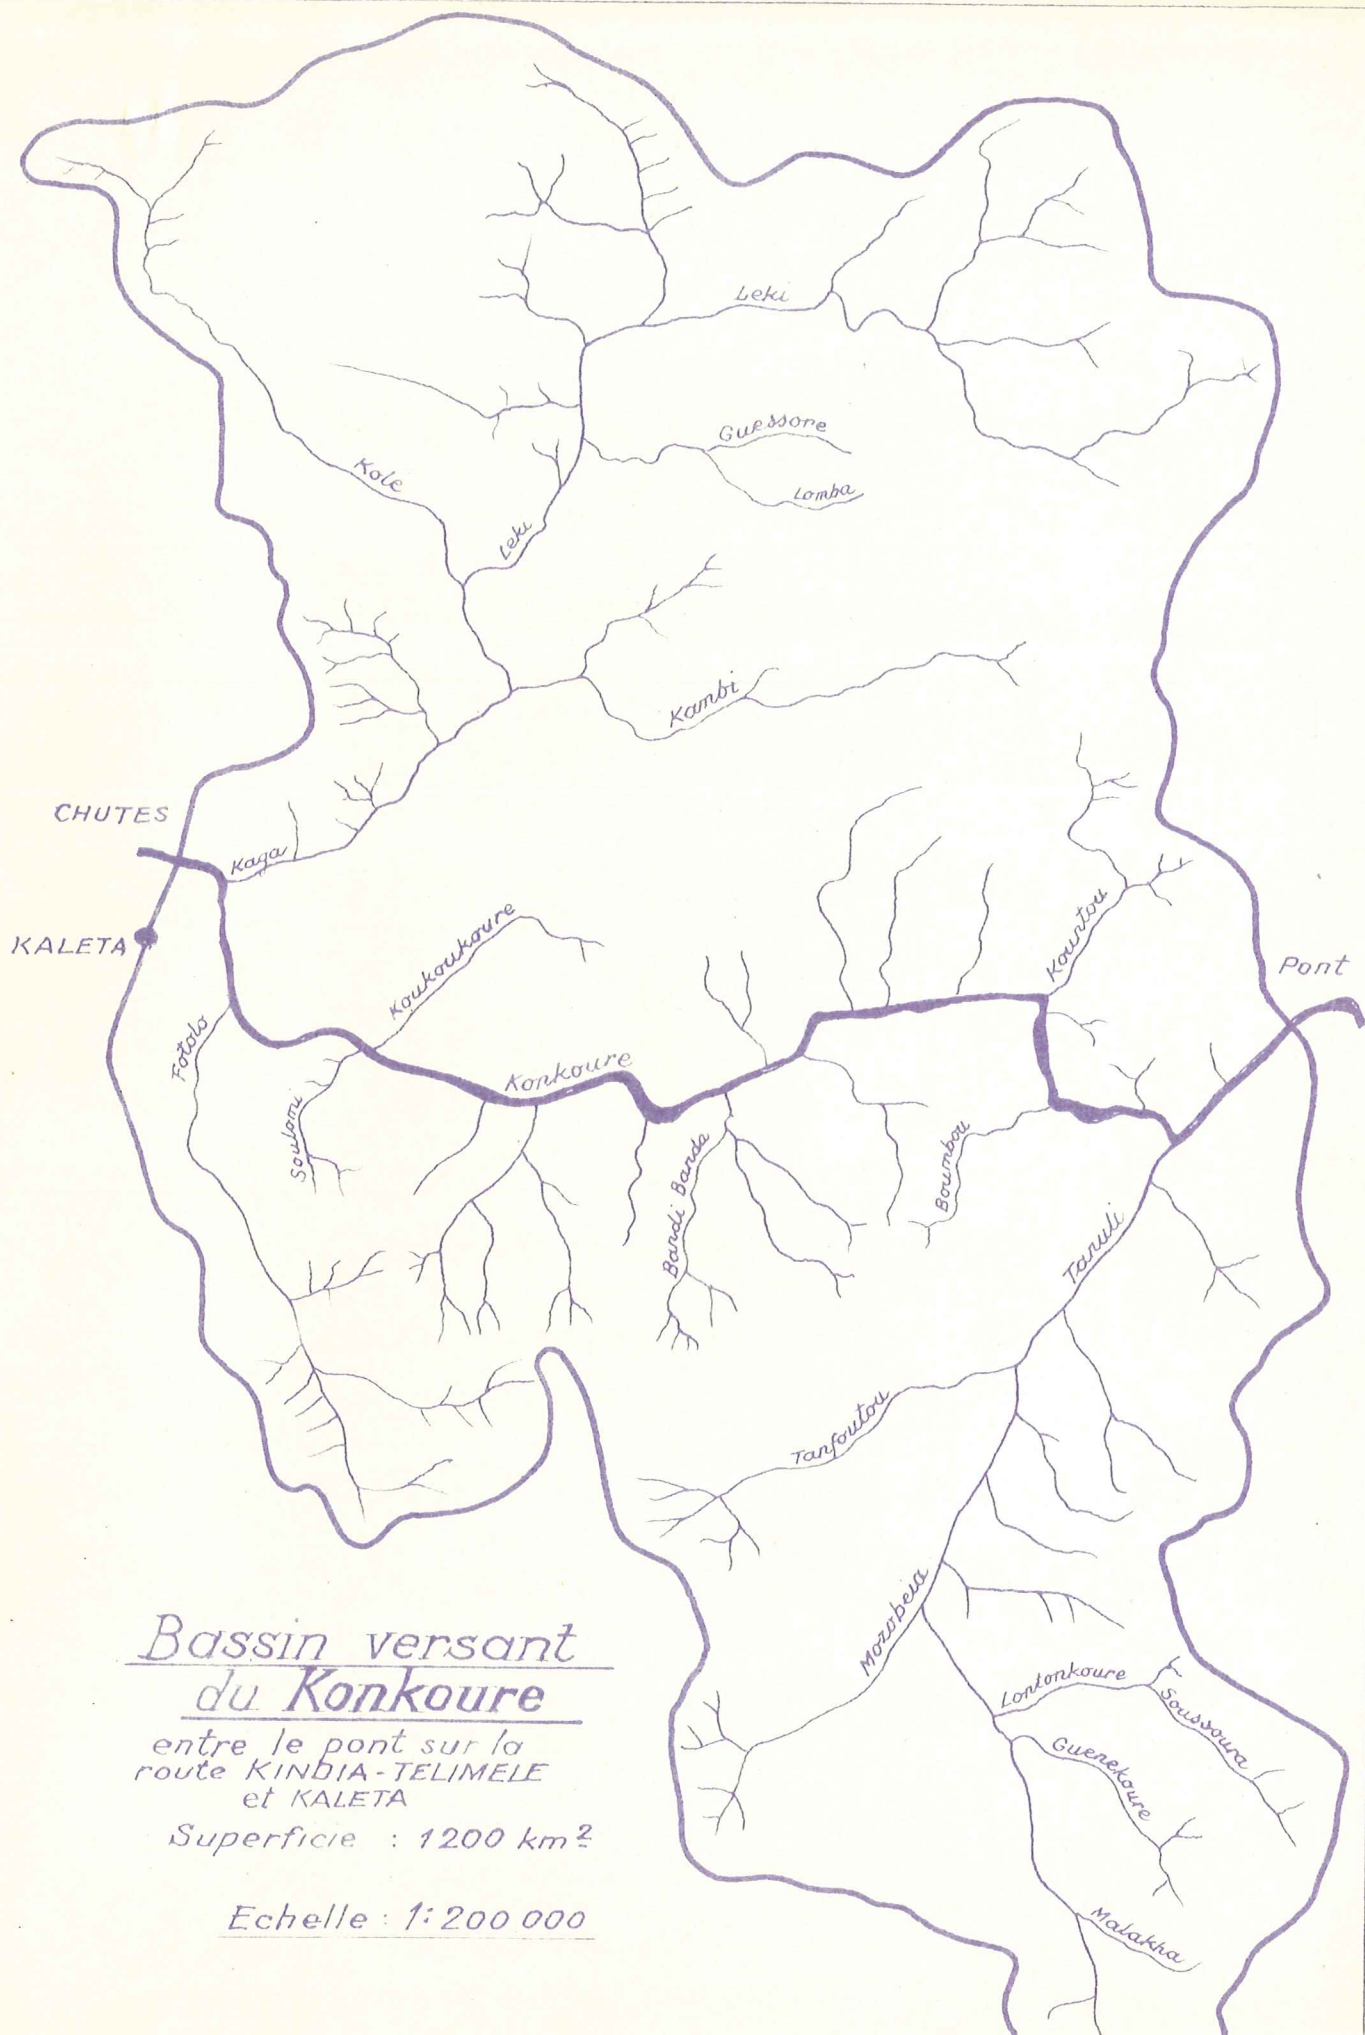 Leki
Guessore
Lomba
Kole
Leki
Kambi
CHUTES
Kaga
Kourtou
Koukoukoure
KALETA
Pont
Fotolo
Konkoure
Soulomi
Bandi Banda
Boumbou
Tanuli
Tanfoutou
Mozobeia
Bassin versant
du Konkoure
entre le pont sur la
route KINDIA-TELIMELE
et KALETA
Superficie : 1200 km²
Echelle : 1:200 000
Lontonkoure
Soussoura
Guenekoure
Malakha